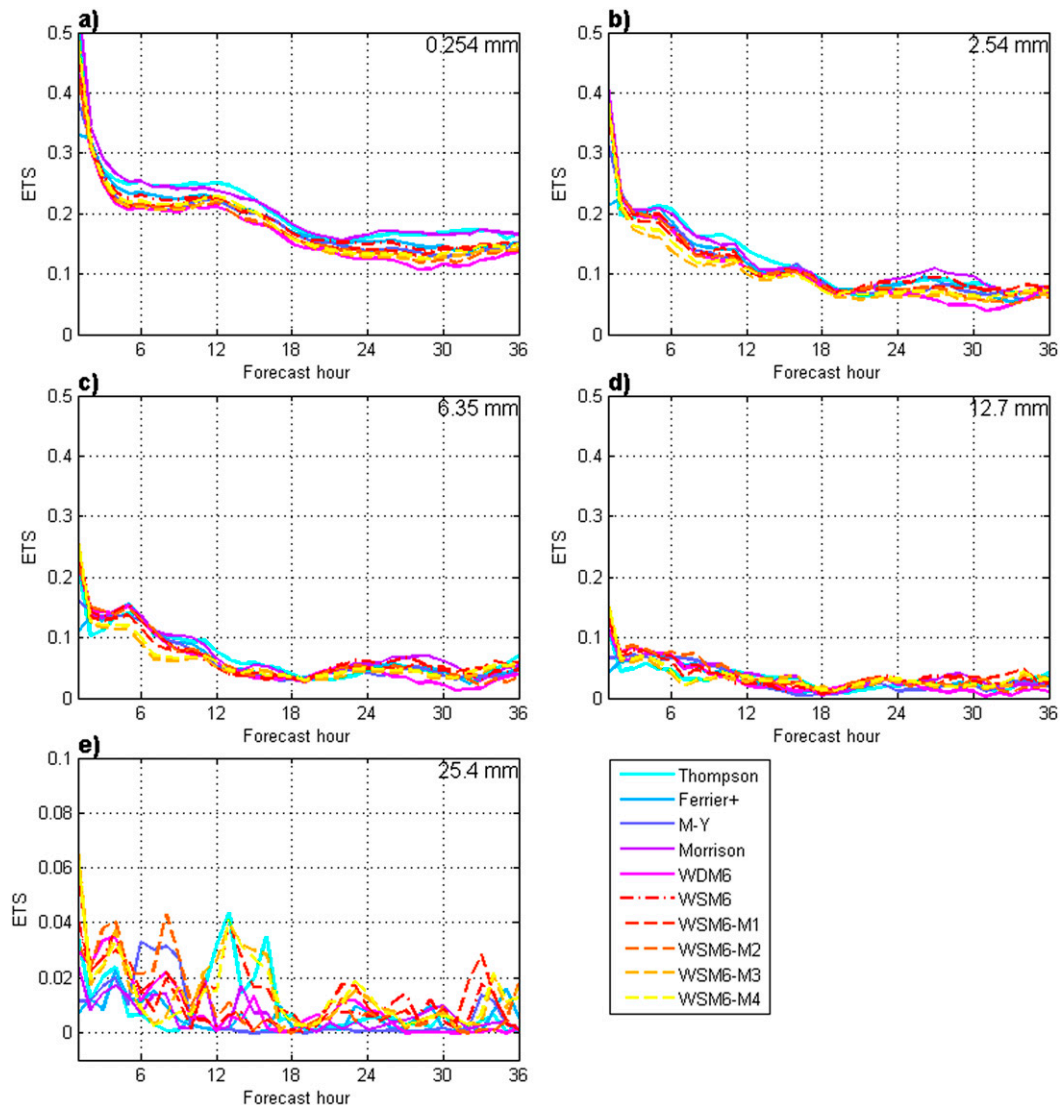 a)
0.254 mm
0.5
0.4
0.3
0.2
0.1
0
ETS
6 12 18 24 30 36
Forecast hour
b)
2.54 mm
0.5
0.4
0.3
0.2
0.1
0
ETS
6 12 18 24 30 36
Forecast hour
c)
6.35 mm
0.5
0.4
0.3
0.2
0.1
0
ETS
6 12 18 24 30 36
Forecast hour
d)
12.7 mm
0.5
0.4
0.3
0.2
0.1
0
ETS
6 12 18 24 30 36
Forecast hour
e)
25.4 mm
0.1
0.08
0.06
0.04
0.02
0
ETS
6 12 18 24 30 36
Forecast hour
Thompson
Ferrier+
M-Y
Morrison
WDM6
WSM6
WSM6-M1
WSM6-M2
WSM6-M3
WSM6-M4